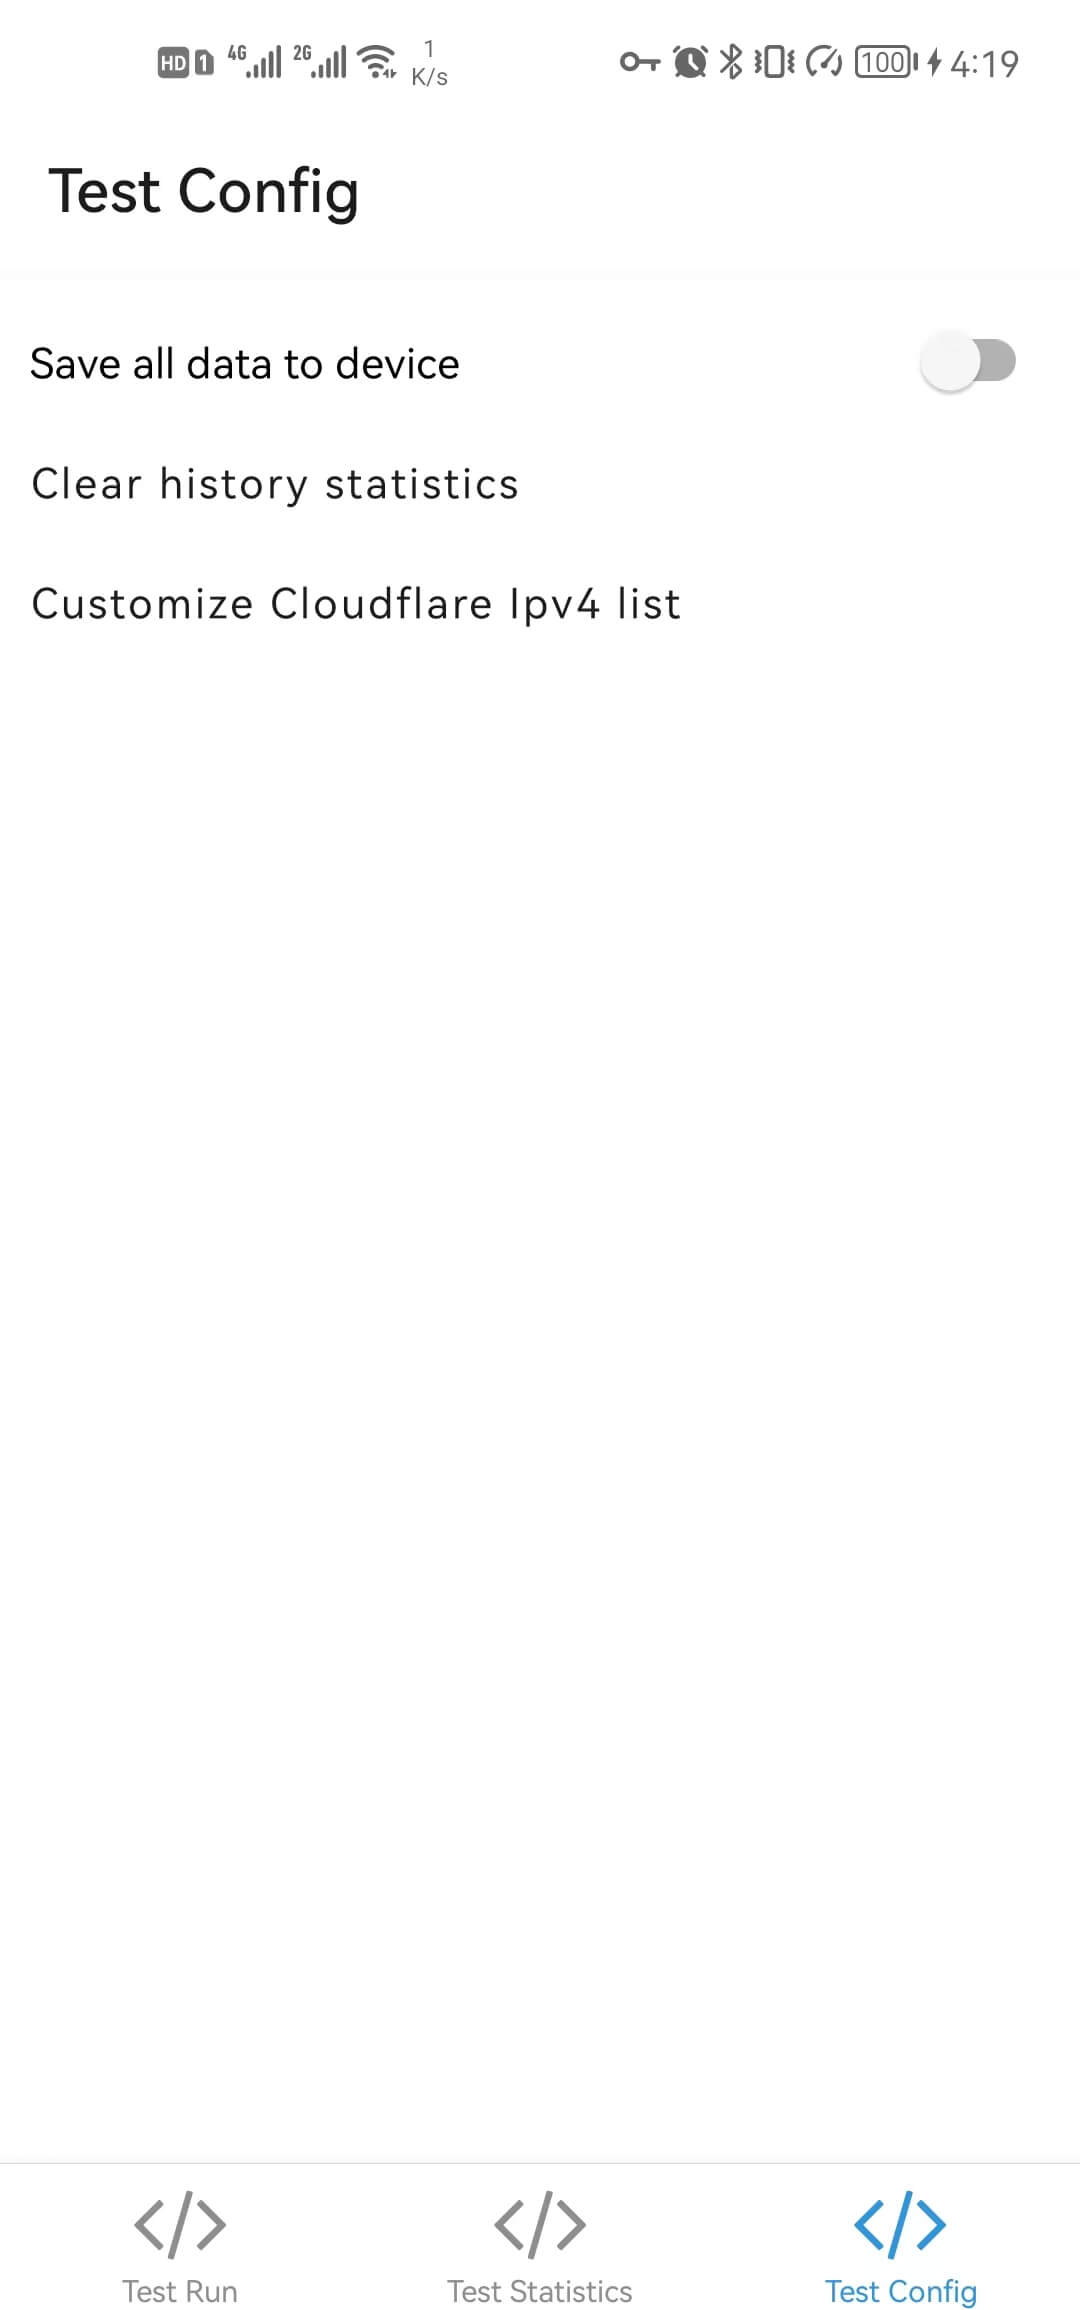 HD 1 4G 2G 1 K/s 100 4:19
Test Config
Save all data to device
Clear history statistics
Customize Cloudflare Ipv4 list
Test Run Test Statistics Test Config